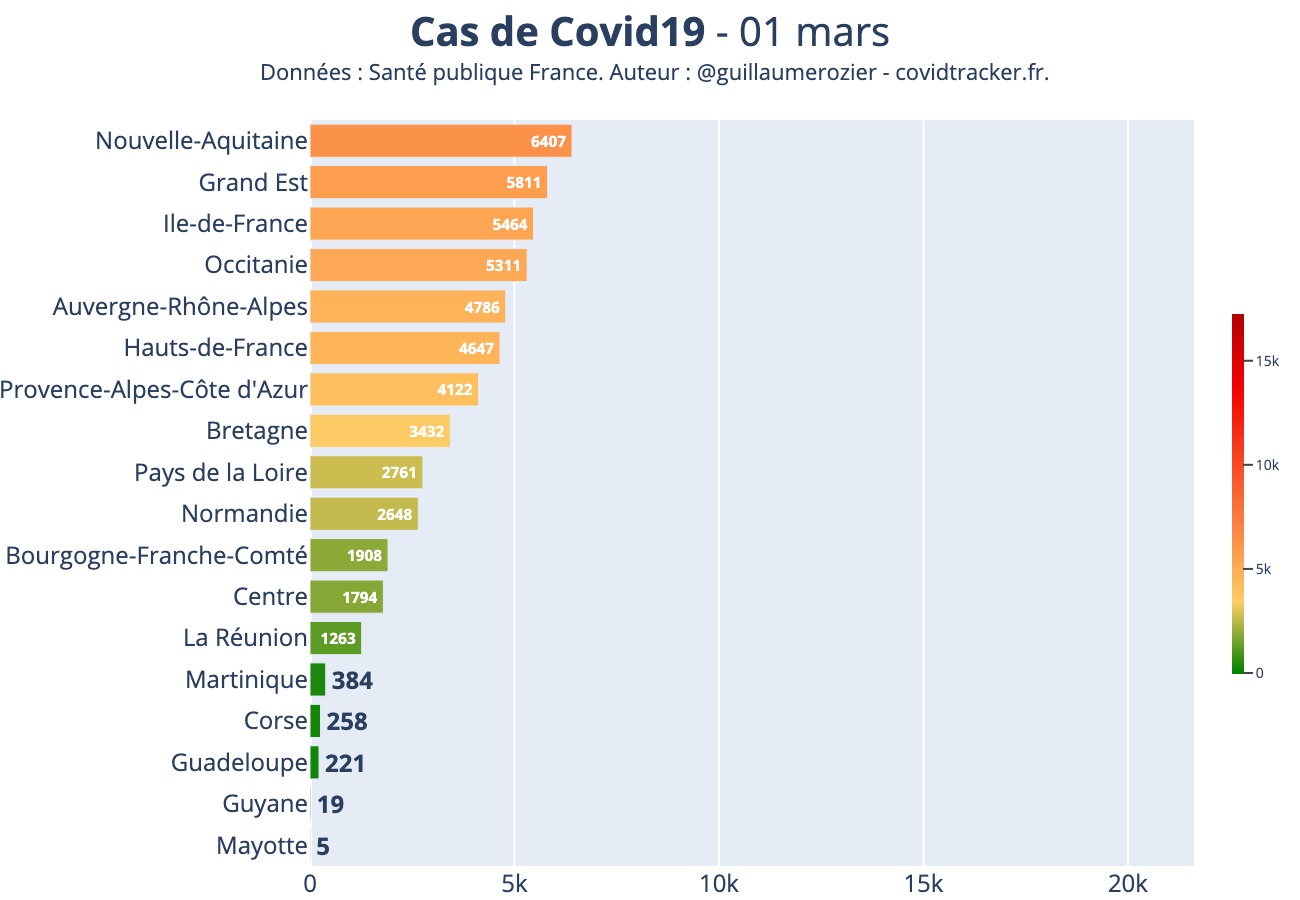 Cas de Covid19 - 01 mars
Données : Santé publique France. Auteur : @guillaumerozier - covidtracker.fr.
Nouvelle-Aquitaine 6407
Grand Est 5811
Ile-de-France 5464
Occitanie 5311
Auvergne-Rhône-Alpes 4786
Hauts-de-France 4647
Provence-Alpes-Côte d'Azur 4122
Bretagne 3432
Pays de la Loire 2761
Normandie 2648
Bourgogne-Franche-Comté 1908
Centre 1794
La Réunion 1263
Martinique 384
Corse 258
Guadeloupe 221
Guyane 19
Mayotte 5
0 5k 10k 15k 20k
15k
10k
5k
0